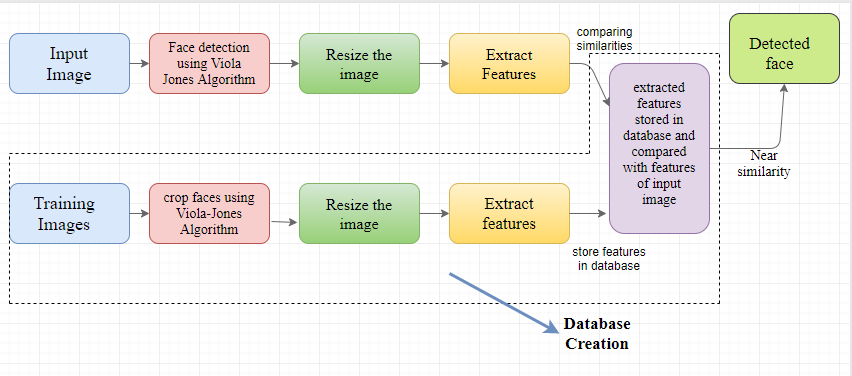 Input
Image
Face detection
using Viola
Jones Algorithm
Resize the
image
Extract
Features
comparing
similarities
extracted
features
stored in
database and
compared
with features
of input
image
Detected
face
Near
similarity
Training
Images
crop faces using
Viola-Jones
Algorithm
Resize the
image
Extract
features
store features
in database
Database
Creation